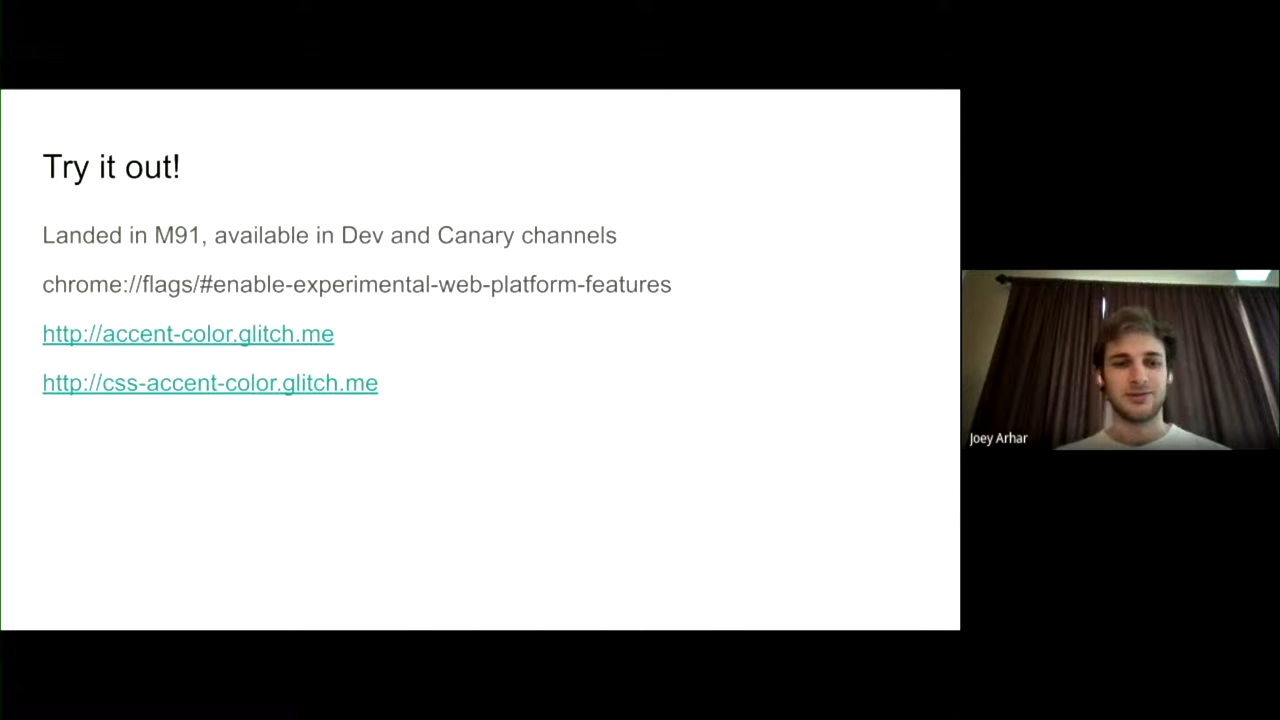 Try it out!
Landed in M91, available in Dev and Canary channels
chrome://flags/#enable-experimental-web-platform-features
http://accent-color.glitch.me
http://css-accent-color.glitch.me
Joey Arhar